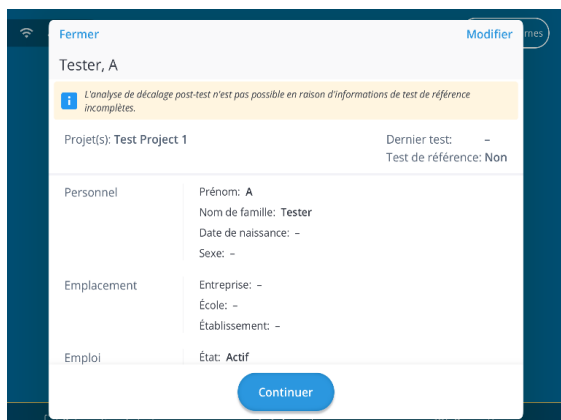 Fermer Modifier
Tester, A
L'analyse de décalage post-test n'est pas possible en raison d'informations de test de référence
incomplètes.
Projet(s): Test Project 1 Dernier test: –
Test de référence: Non
Personnel Prénom: A
Nom de famille: Tester
Date de naissance: –
Sexe: –
Emplacement Entreprise: –
École: –
Établissement: –
Emploi État: Actif
Continuer